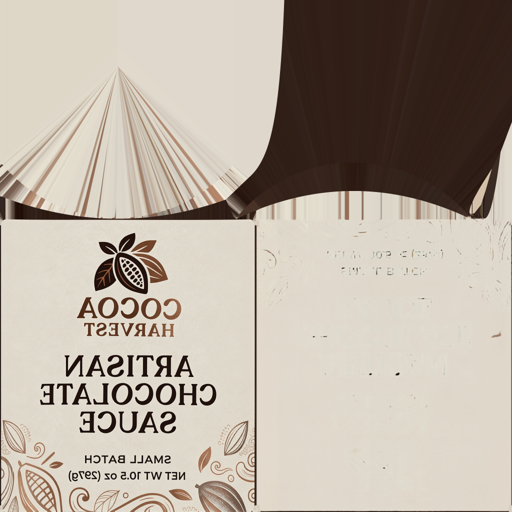 COCOA
HARVEST
ARTISAN
CHOCOLATE
SAUCE
SMALL BATCH
NET WT 10.5 oz (297g)